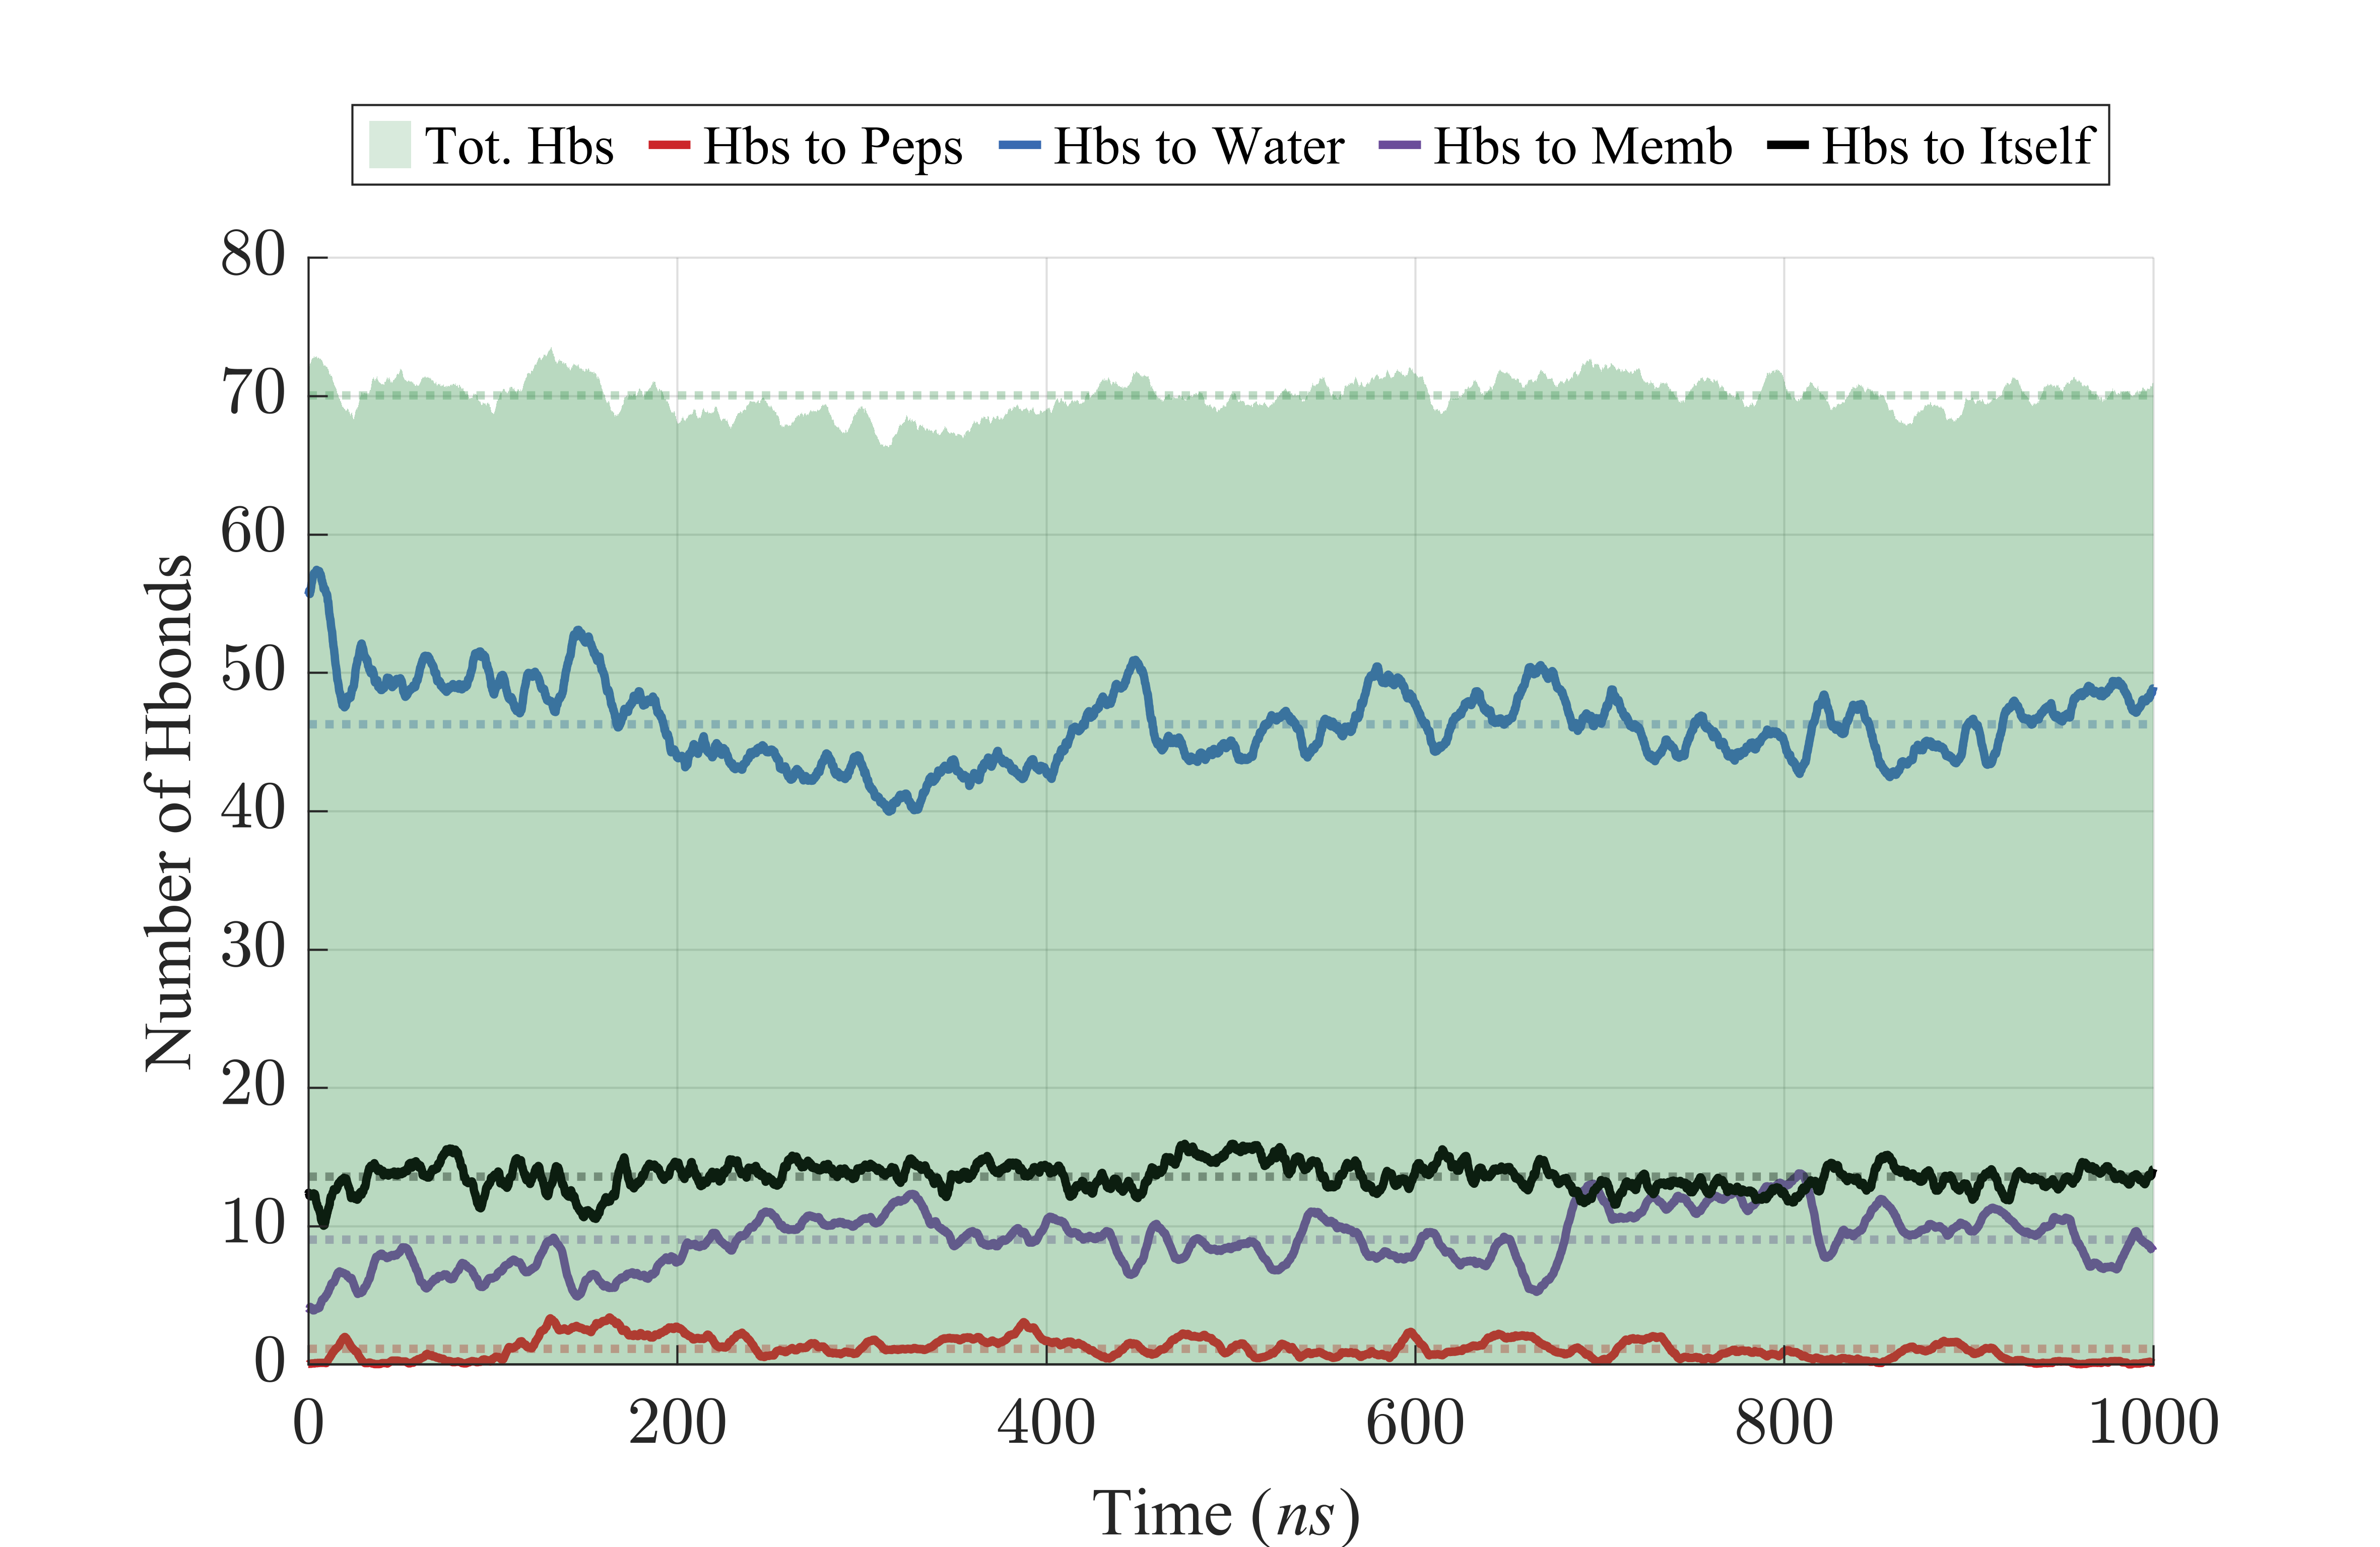 Tot. Hbs Hbs to Peps Hbs to Water Hbs to Memb Hbs to Itself
80
70
60
50
40
30
20
10
0
Number of Hbonds
0 200 400 600 800 1000
Time (ns)